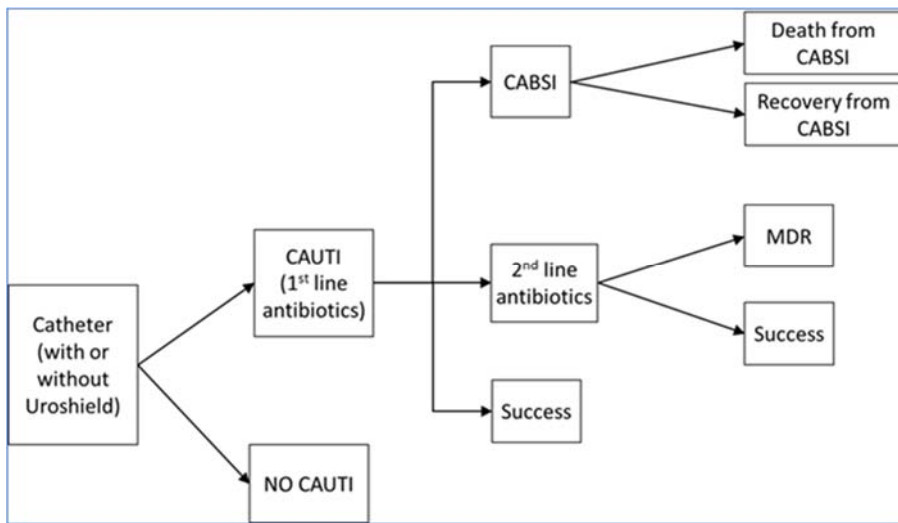 Death from
CABSI
CABSI
Recovery from
CABSI
CAUTI
(1st line
antibiotics)
2nd line
antibiotics
MDR
Catheter
(with or
without
Uroshield)
Success
Success
NO CAUTI